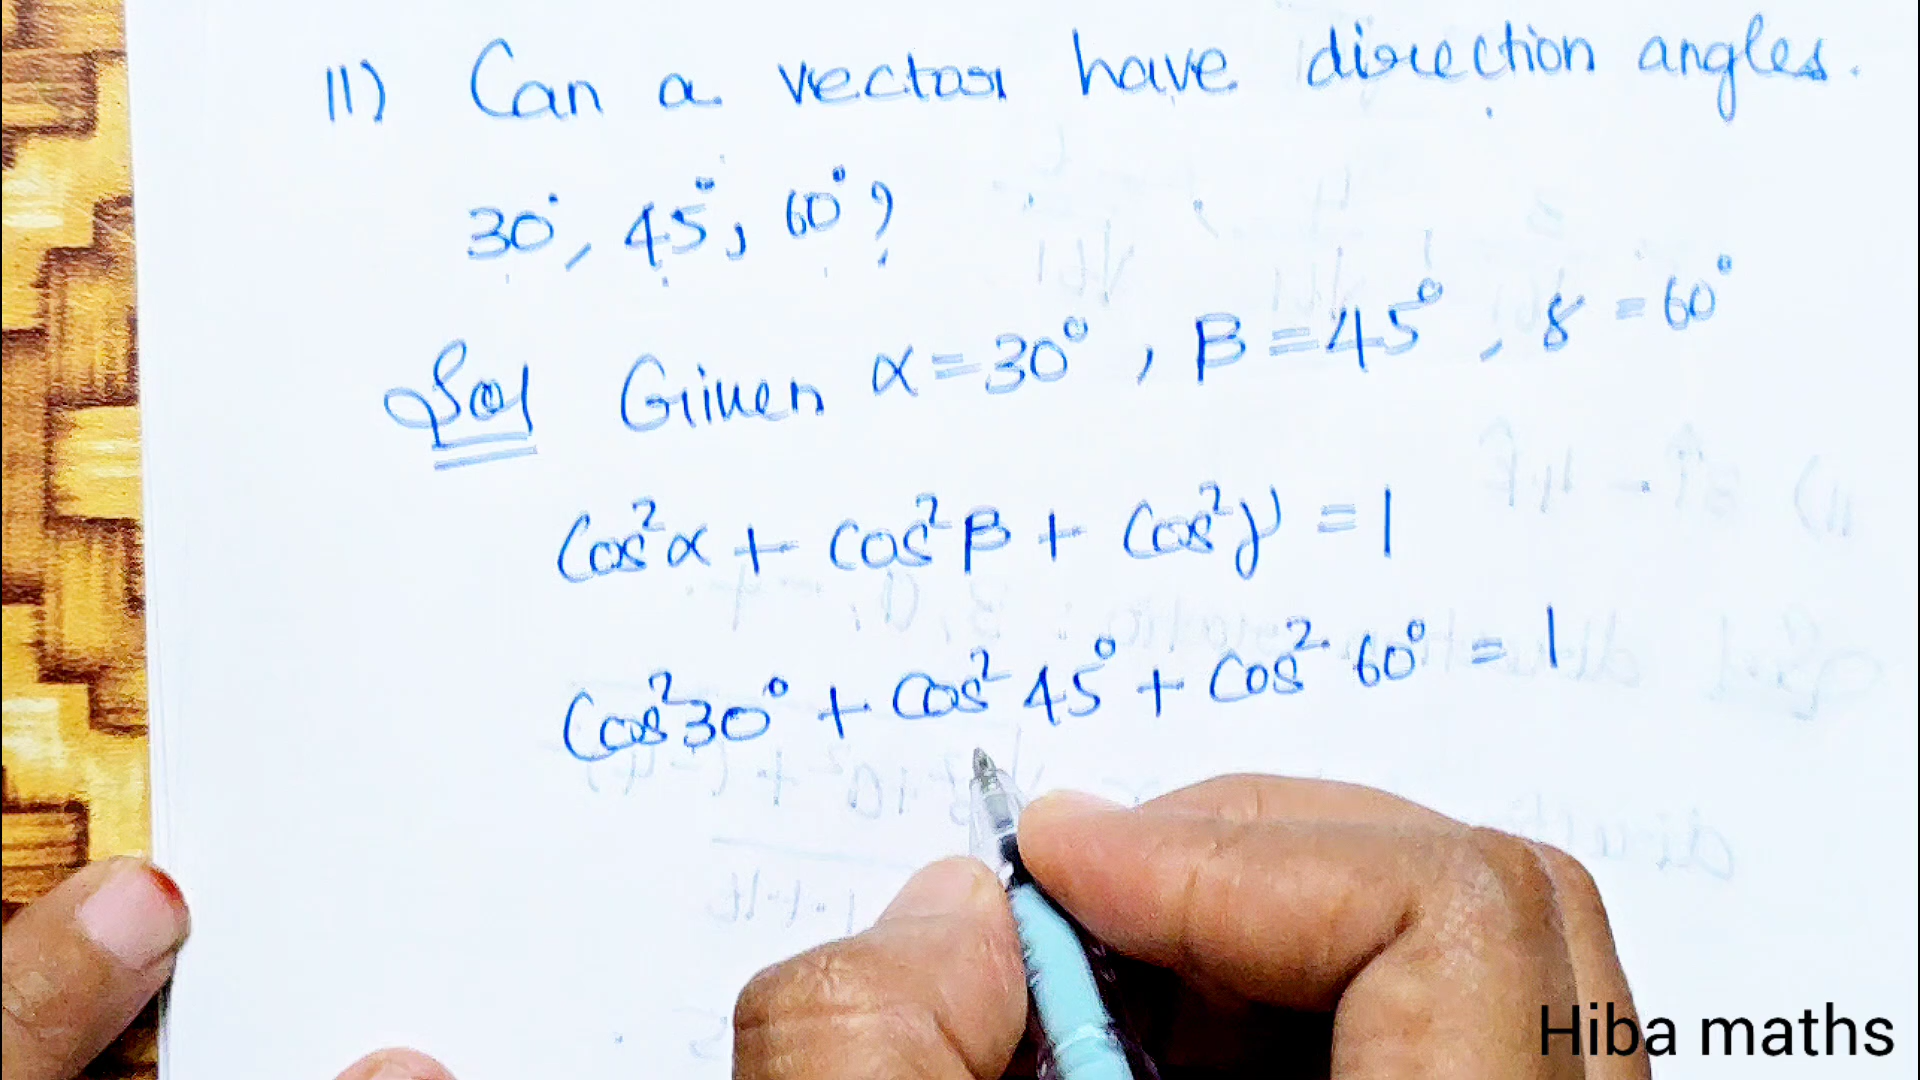 11) Can a vector have direction angles.
30°, 45°, 60°?
Sol Given α=30°, β=45°, γ=60°
Cos²α + Cos²β + Cos²γ = 1
Cos²30° + Cos²45° + Cos²60° = 1
Hiba maths